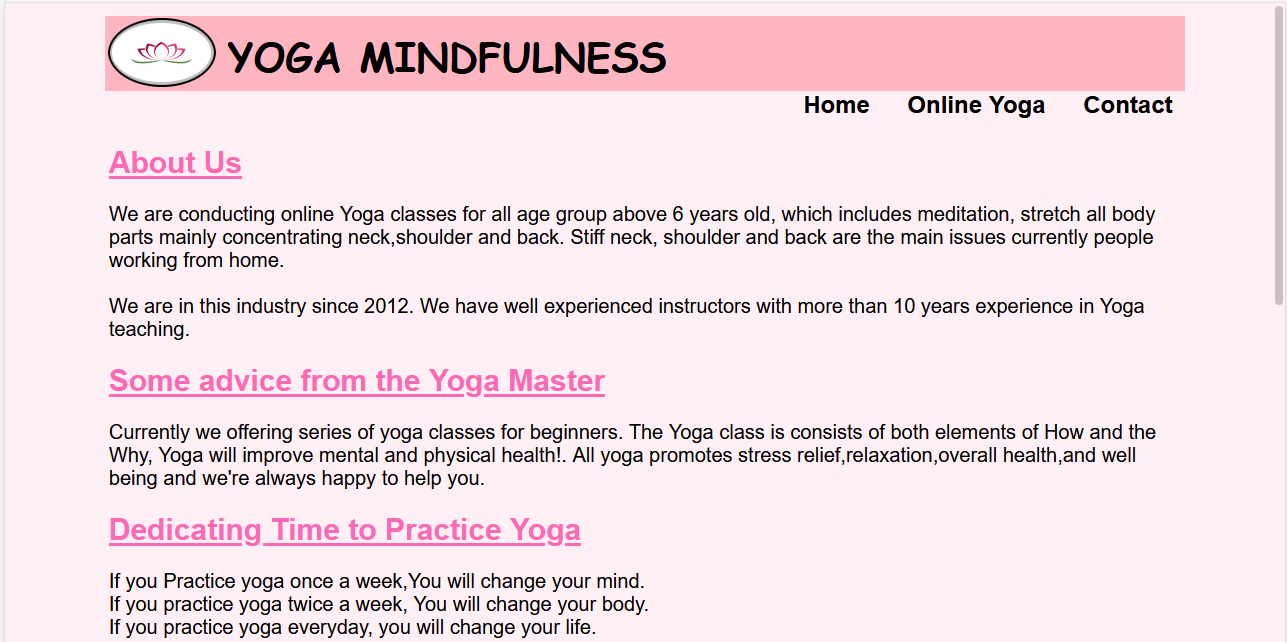 YOGA MINDFULNESS
Home Online Yoga Contact
About Us
We are conducting online Yoga classes for all age group above 6 years old, which includes meditation, stretch all body
parts mainly concentrating neck,shoulder and back. Stiff neck, shoulder and back are the main issues currently people
working from home.
We are in this industry since 2012. We have well experienced instructors with more than 10 years experience in Yoga
teaching.
Some advice from the Yoga Master
Currently we offering series of yoga classes for beginners. The Yoga class is consists of both elements of How and the
Why, Yoga will improve mental and physical health!. All yoga promotes stress relief,relaxation,overall health,and well
being and we're always happy to help you.
Dedicating Time to Practice Yoga
If you Practice yoga once a week,You will change your mind.
If you practice yoga twice a week, You will change your body.
If you practice yoga everyday, you will change your life.